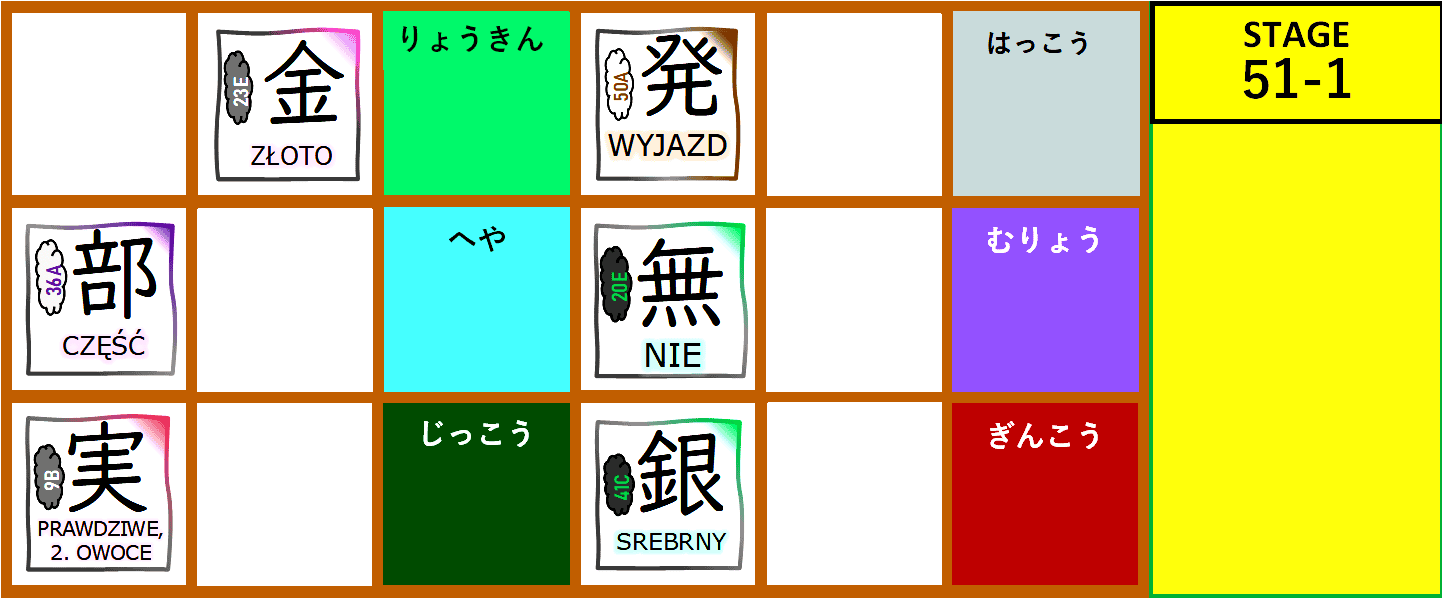 金
23E
ZŁOTO
りょうきん
発
50A
WYJAZD
はっこう
STAGE
51-1
部
36A
CZĘŚĆ
へや
無
20E
NIE
むりょう
実
9B
PRAWDZIWE,
2. OWOCE
じっこう
銀
41C
SREBRNY
ぎんこう